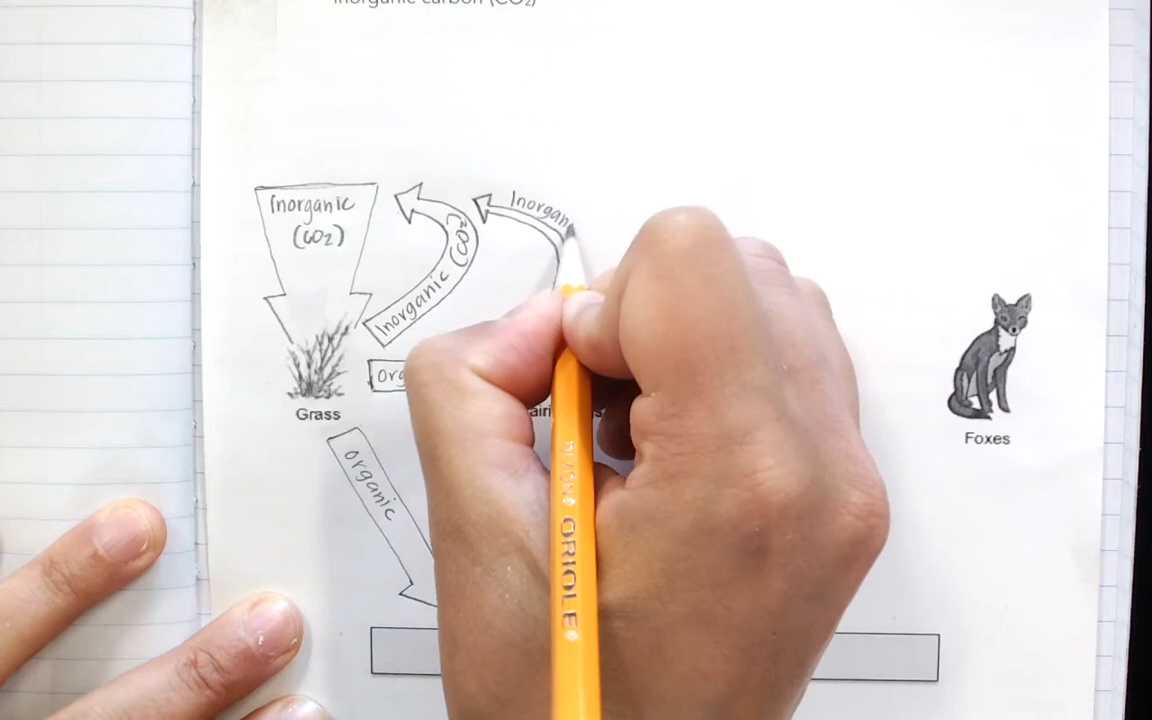 inorganic carbon (CO₂)
Inorganic
(CO₂)
Inorganic (CO₂)
Inorgan
org
Grass
organic
Foxes
ORIOLE